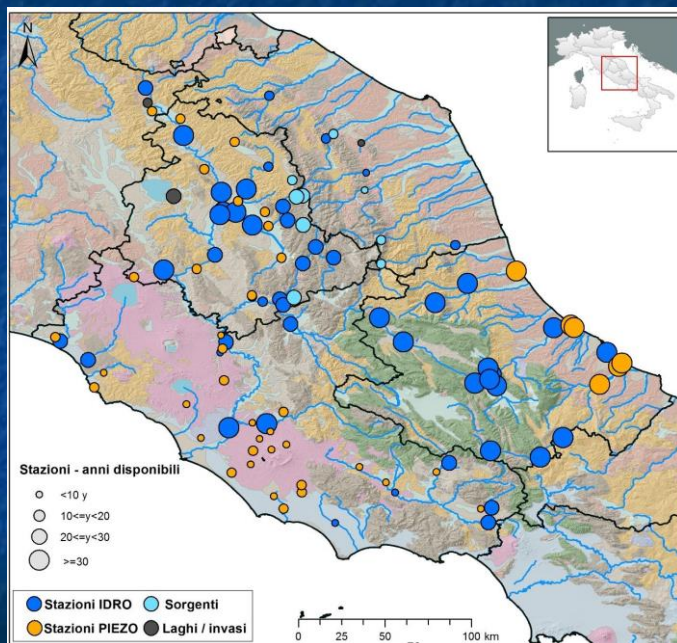 N
Stazioni - anni disponibili
<10 y
10<=y<20
20<=y<30
>=30
Stazioni IDRO
Sorgenti
Stazioni PIEZO
Laghi / invasi
0 25 50 100 km